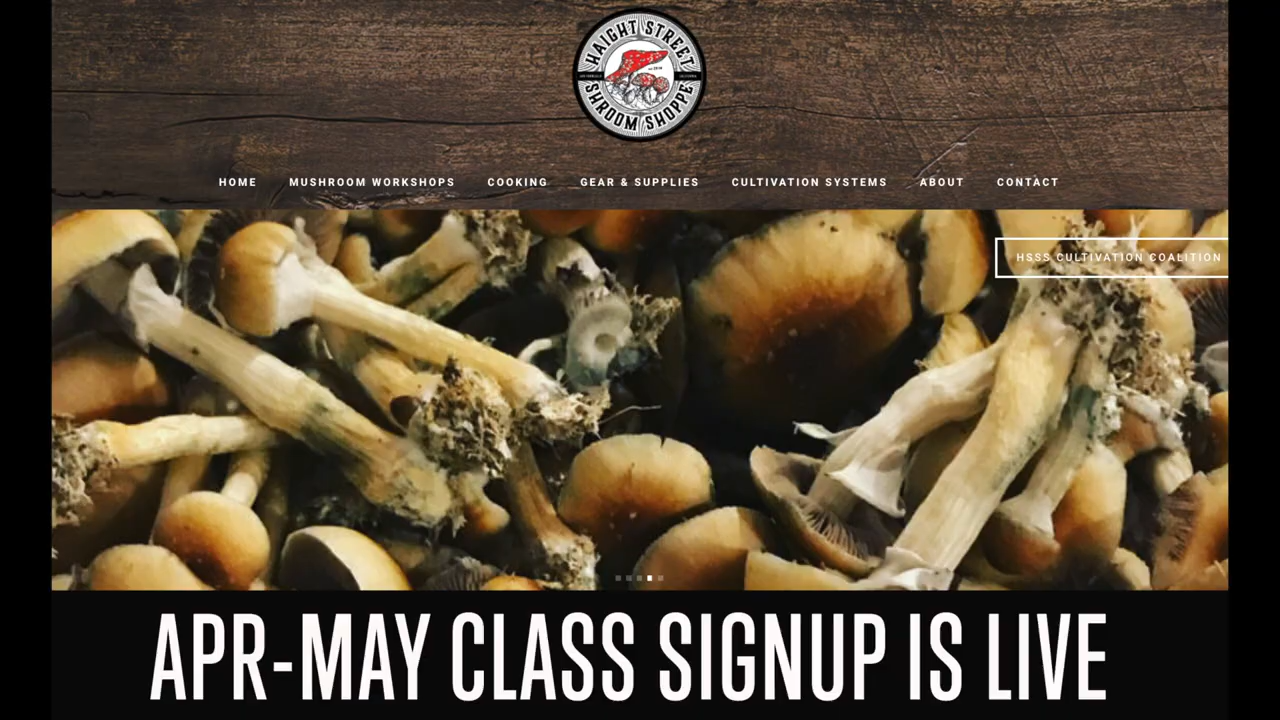 HAIGHT STREET
SHROOM SHOPPE
HOME MUSHROOM WORKSHOPS COOKING GEAR & SUPPLIES CULTIVATION SYSTEMS ABOUT CONTACT
HSSS CULTIVATION COALITION
APR-MAY CLASS SIGNUP IS LIVE